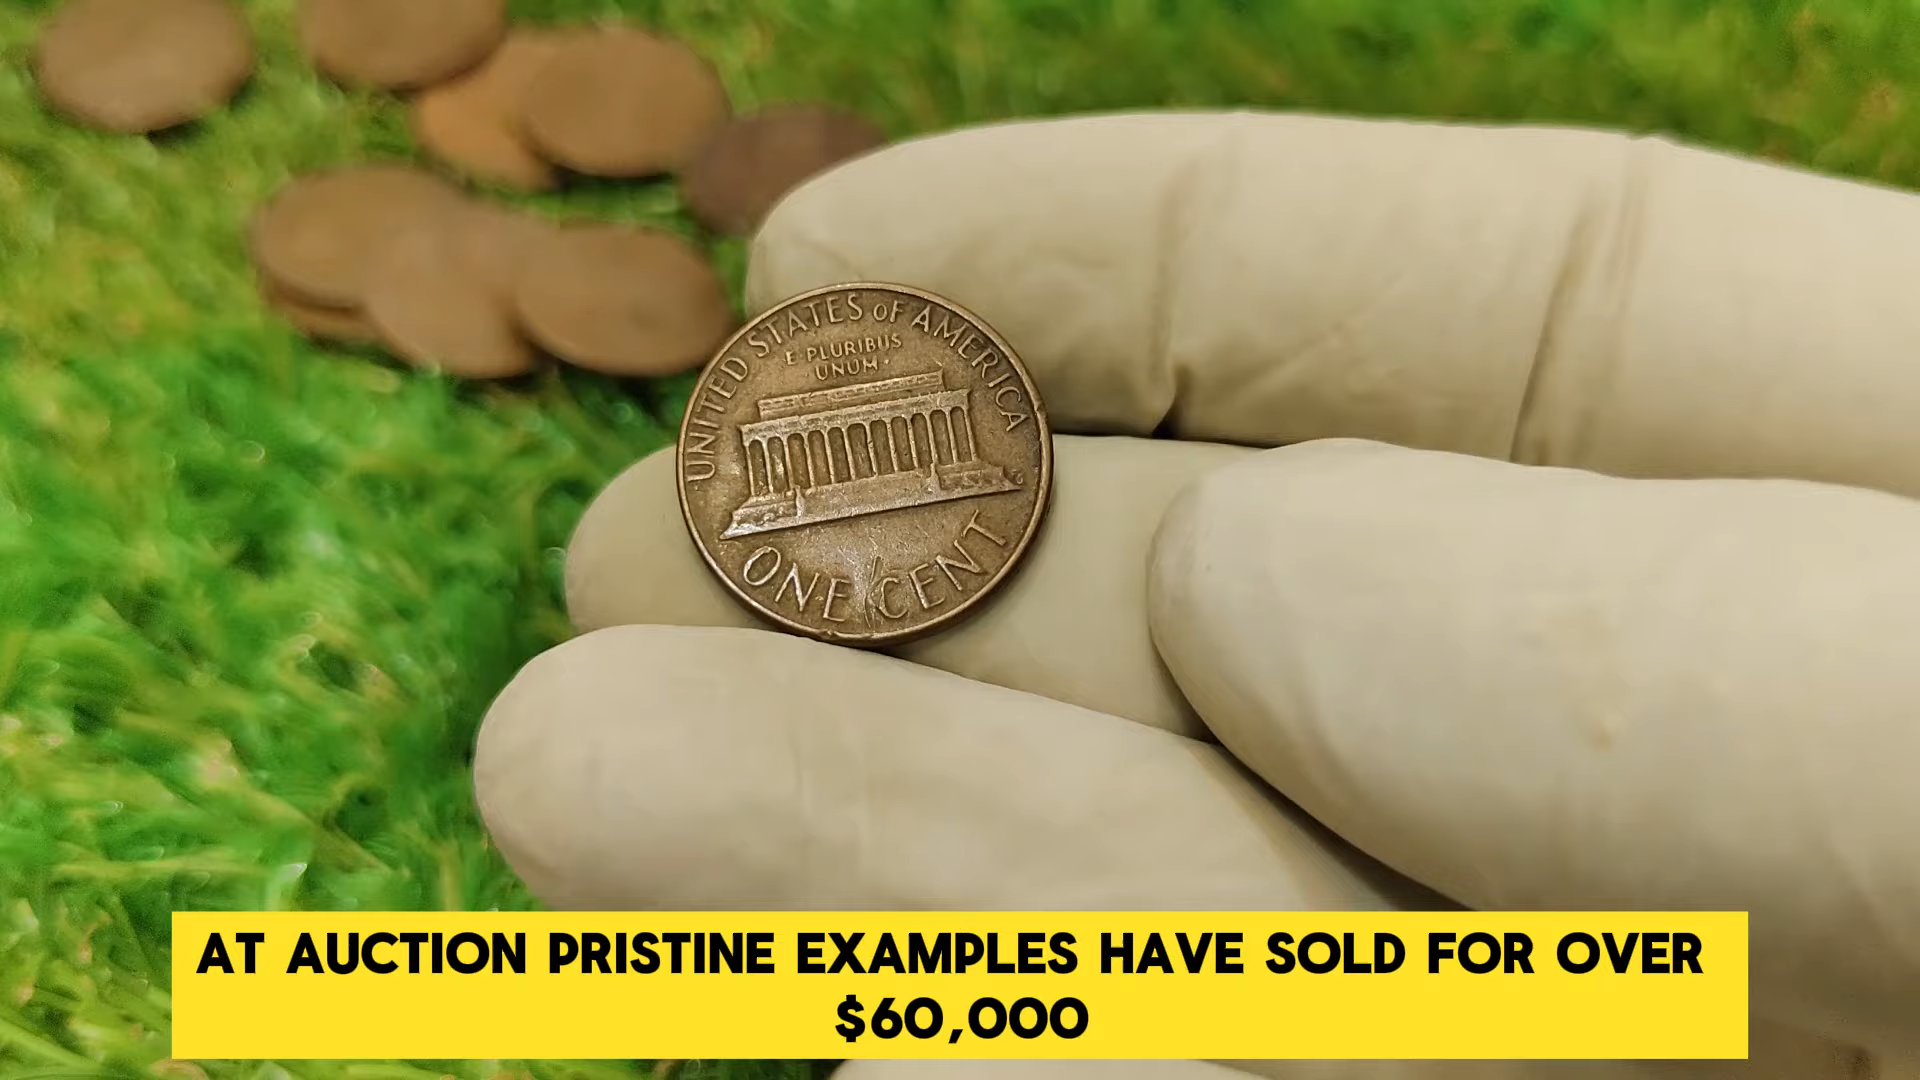 UNITED STATES OF AMERICA
E·PLURIBUS
UNUM·
ONE CENT
AT AUCTION PRISTINE EXAMPLES HAVE SOLD FOR OVER
$60,000